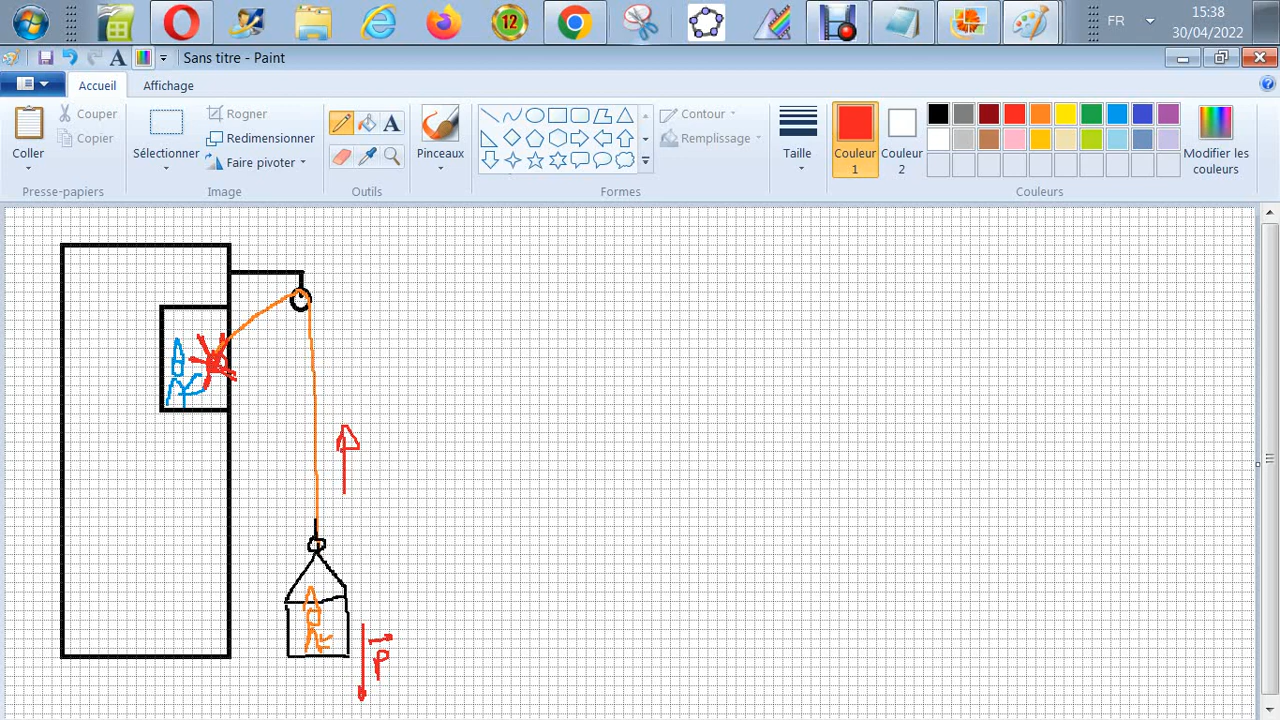 12
FR
15:38
30/04/2022
Sans titre - Paint
Accueil
Affichage
Coller
Couper
Copier
Presse-papiers
Sélectionner
Rogner
Redimensionner
Faire pivoter
Image
A
Outils
Pinceaux
Contour
Remplissage
Formes
Taille
Couleur
1
Couleur
2
Modifier les
couleurs
Couleurs
P